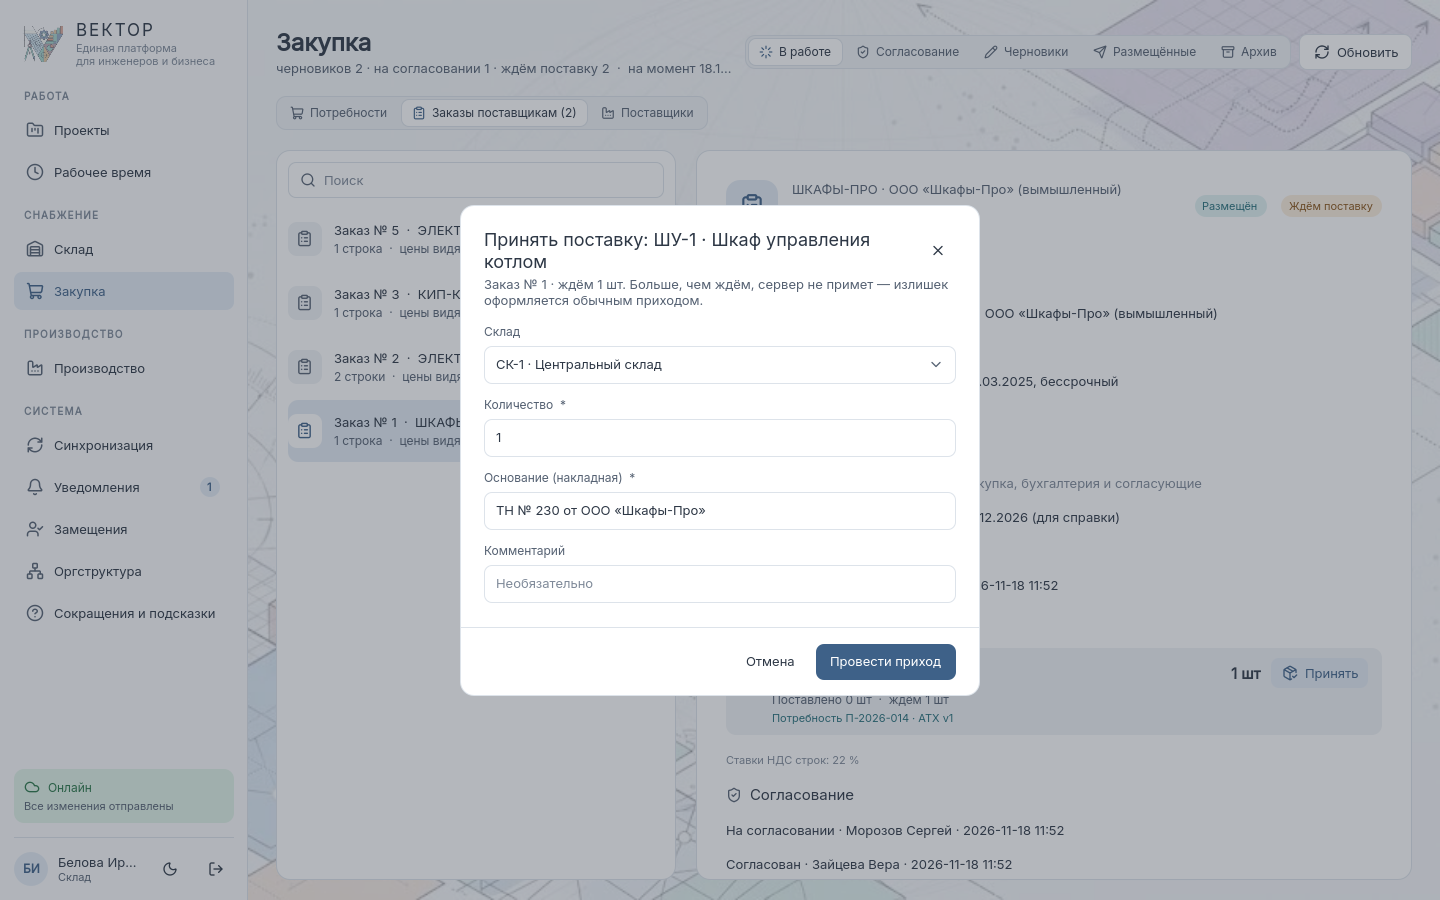 ВЕКТОР
Единая платформа
для инженеров и бизнеса
РАБОТА
Проекты
Рабочее время
СНАБЖЕНИЕ
Склад
Закупка
ПРОИЗВОДСТВО
Производство
СИСТЕМА
Синхронизация
Уведомления 1
Замещения
Оргструктура
Сокращения и подсказки
Онлайн
Все изменения отправлены
БИ
Белова Ир...
Склад
Закупка
черновиков 2 · на согласовании 1 · ждём поставку 2 · на момент 18.1...
В работе
Согласование
Черновики
Размещённые
Архив
Обновить
Потребности
Заказы поставщикам (2)
Поставщики
Поиск
Заказ № 5 · ЭЛЕКТ
1 строка · цены видя
Заказ № 3 · КИП-К
1 строка · цены видя
Заказ № 2 · ЭЛЕКТ
2 строки · цены видя
Заказ № 1 · ШКАФЫ
1 строка · цены видя
ШКАФЫ-ПРО · ООО «Шкафы-Про» (вымышленный)
Размещён
Ждём поставку
ООО «Шкафы-Про» (вымышленный)
.03.2025, бессрочный
купка, бухгалтерия и согласующие
12.2026 (для справки)
6-11-18 11:52
1 шт
Принять
Поставлено 0 шт · ждём 1 шт
Потребность П-2026-014 · АТХ v1
Ставки НДС строк: 22 %
Согласование
На согласовании · Морозов Сергей · 2026-11-18 11:52
Согласован · Зайцева Вера · 2026-11-18 11:52
Принять поставку: ШУ-1 · Шкаф управления
котлом
Заказ № 1 · ждём 1 шт. Больше, чем ждём, сервер не примет — излишек
оформляется обычным приходом.
Склад
СК-1 · Центральный склад
Количество *
1
Основание (накладная) *
ТН № 230 от ООО «Шкафы-Про»
Комментарий
Необязательно
Отмена
Провести приход